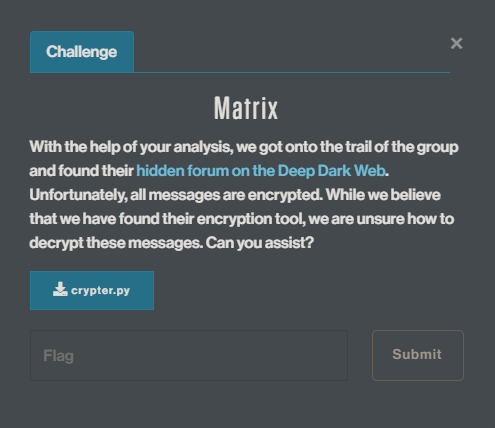 Challenge
×
Matrix
With the help of your analysis, we got onto the trail of the group
and found their hidden forum on the Deep Dark Web.
Unfortunately, all messages are encrypted. While we believe
that we have found their encryption tool, we are unsure how to
decrypt these messages. Can you assist?
crypter.py
Flag
Submit